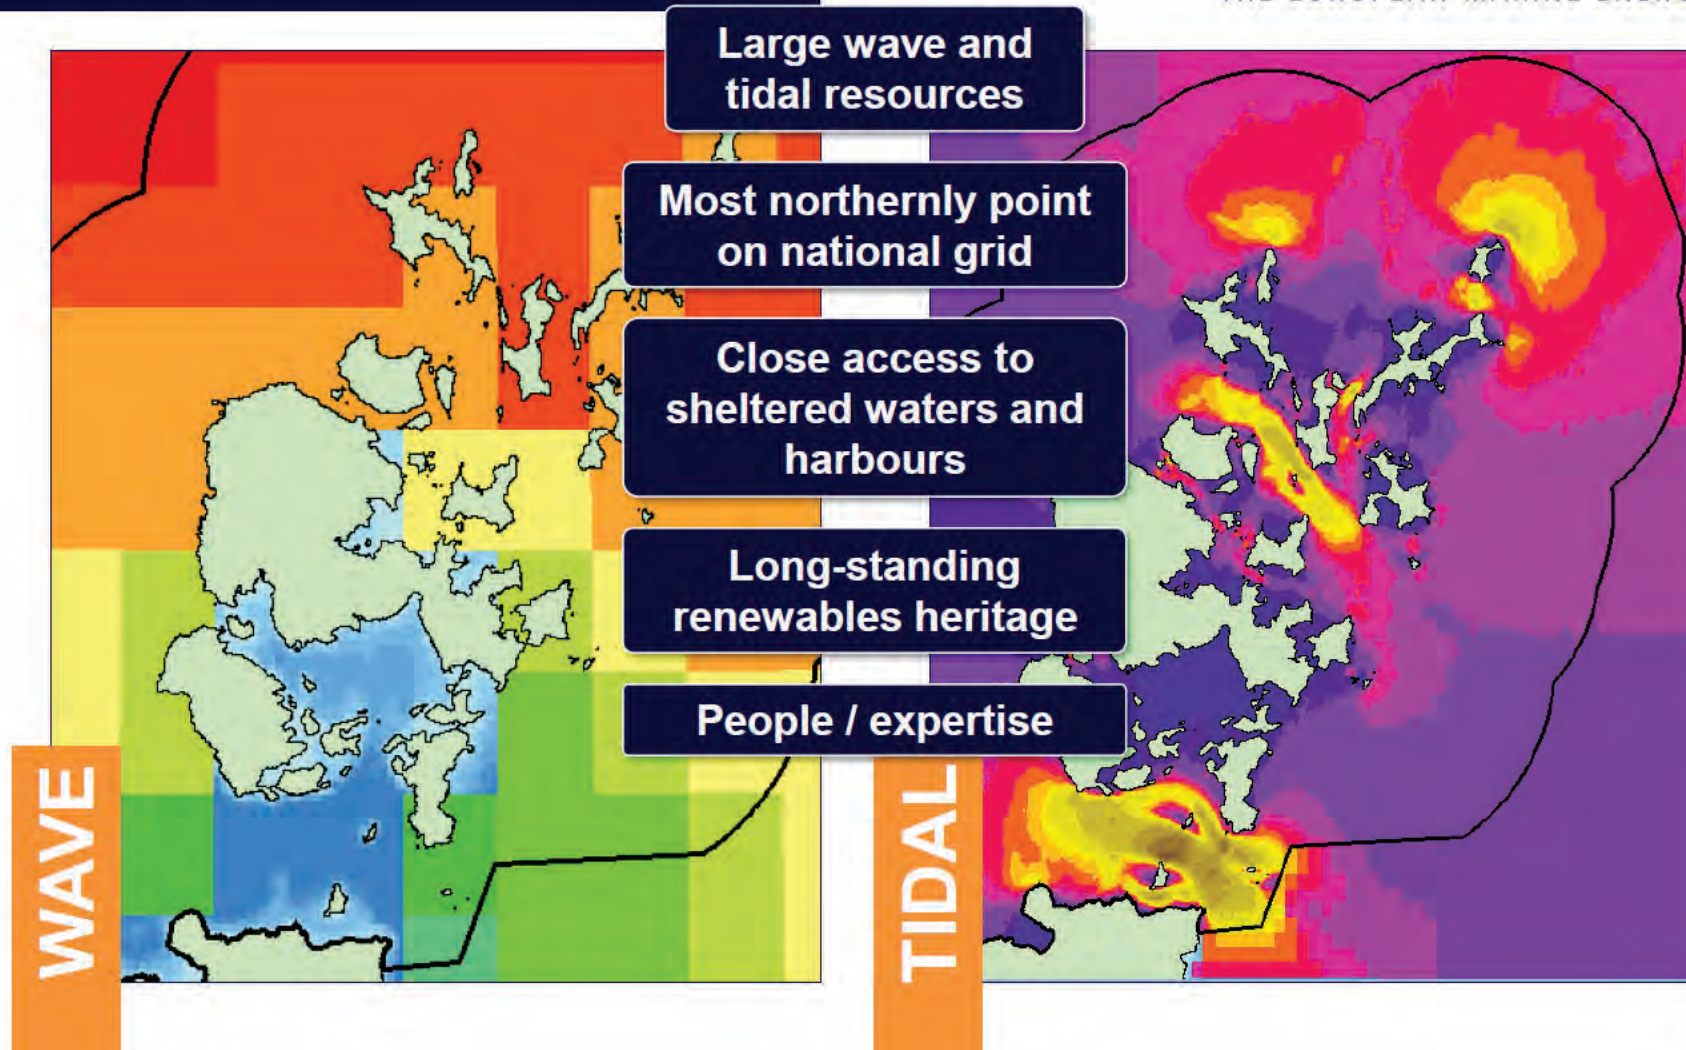 Large wave and
tidal resources
Most northernly point
on national grid
Close access to
sheltered waters and
harbours
Long-standing
renewables heritage
People / expertise
WAVE
TIDAL